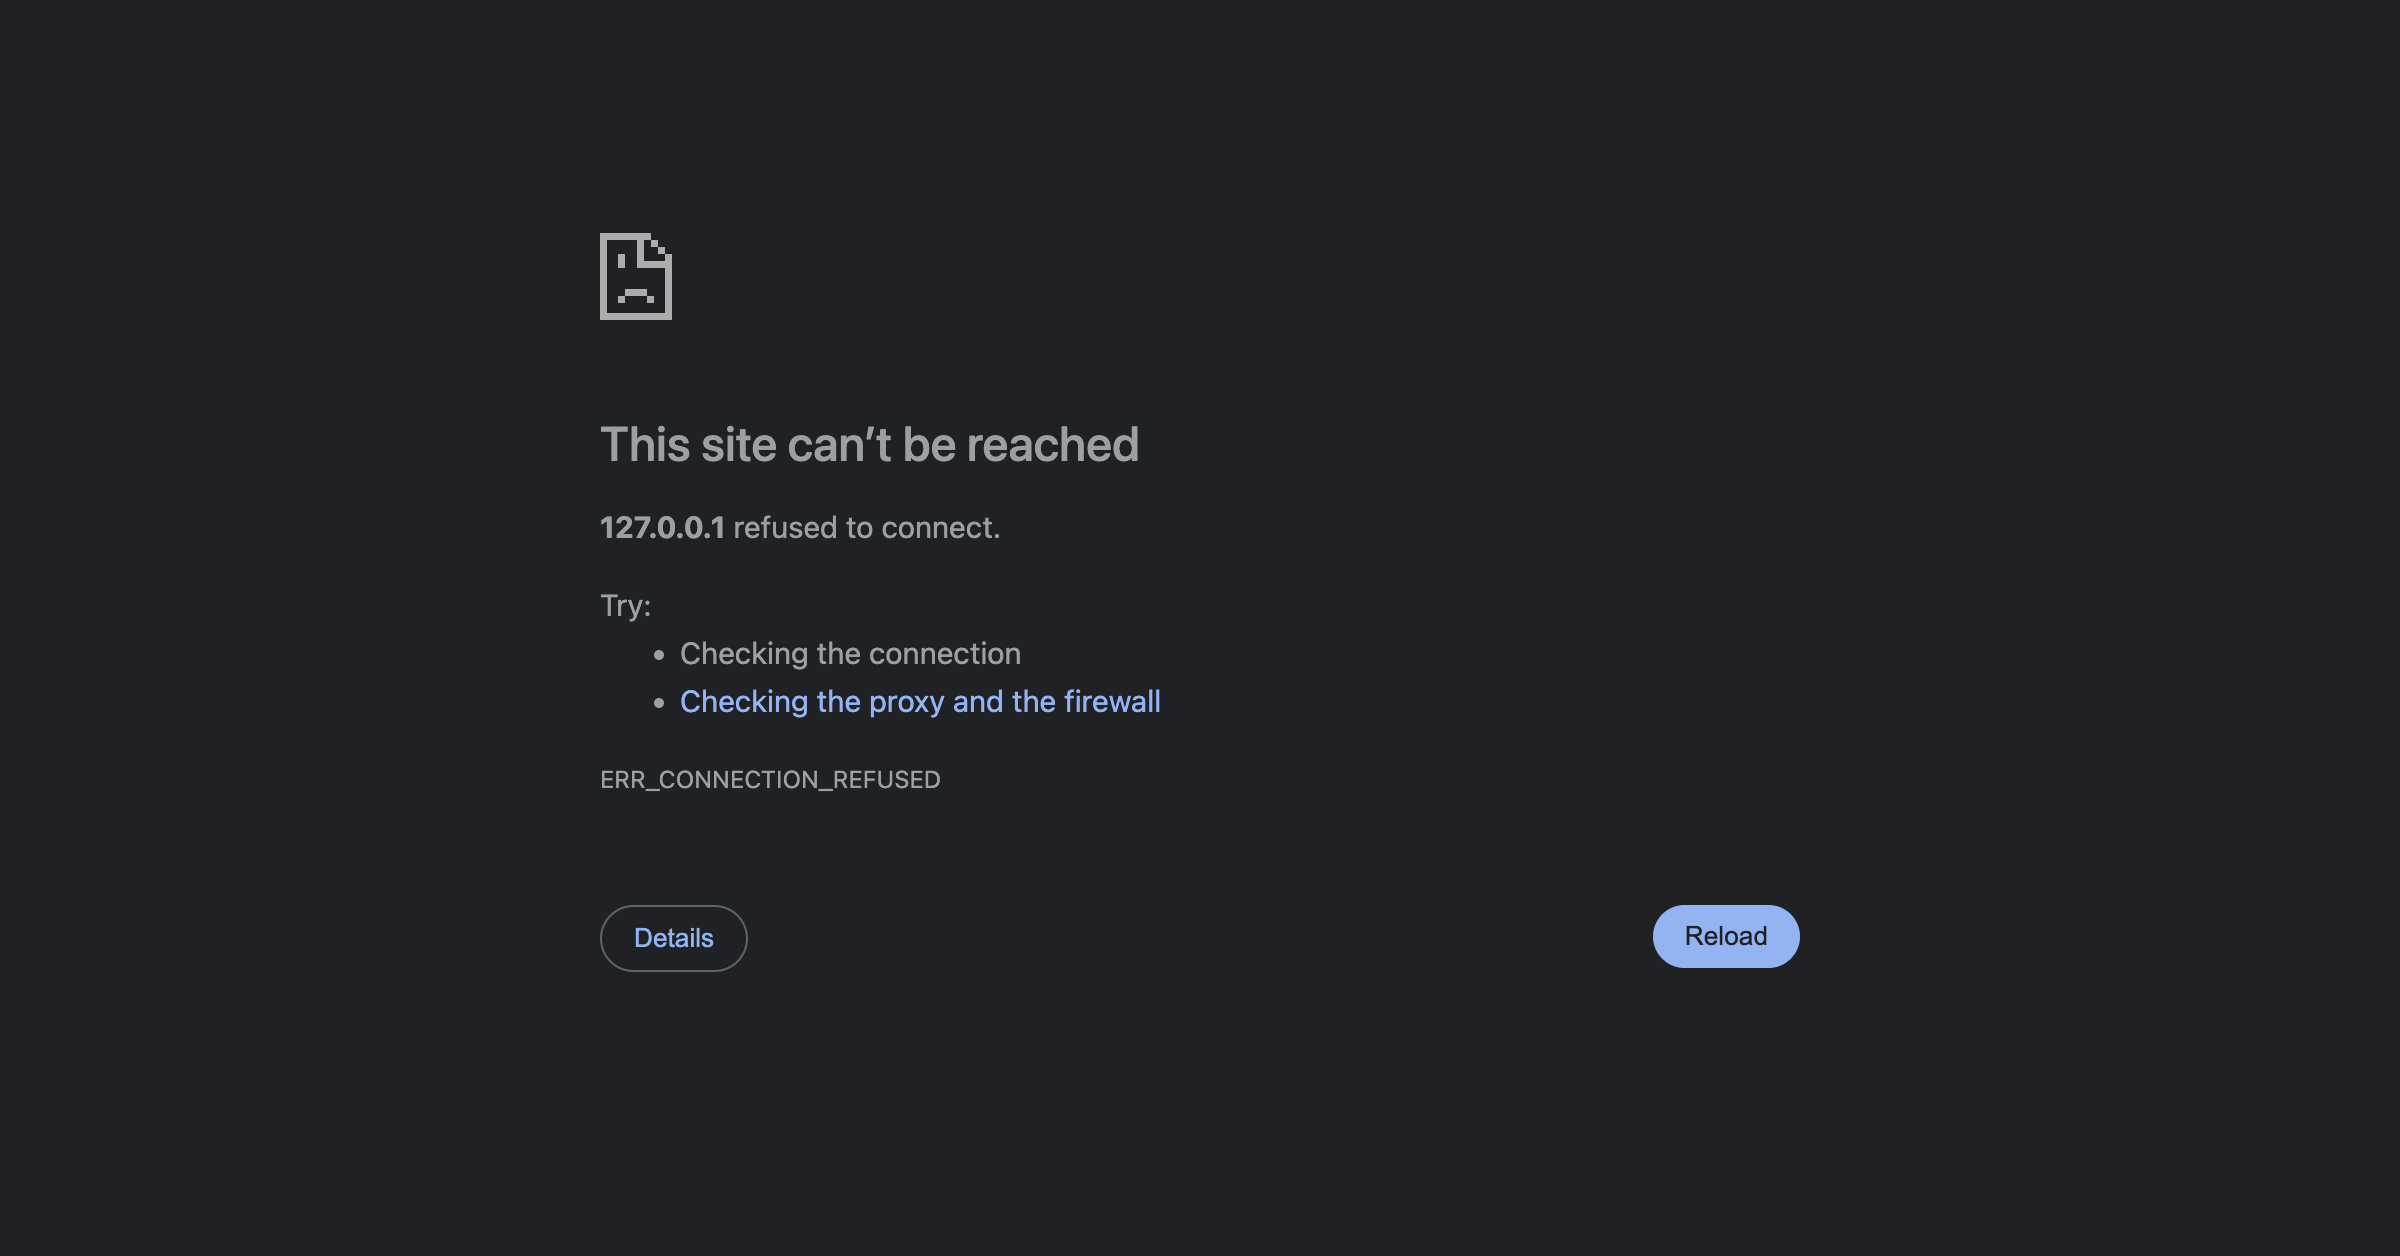 This site can’t be reached
127.0.0.1 refused to connect.
Try:
• Checking the connection
• Checking the proxy and the firewall
ERR_CONNECTION_REFUSED
Details
Reload